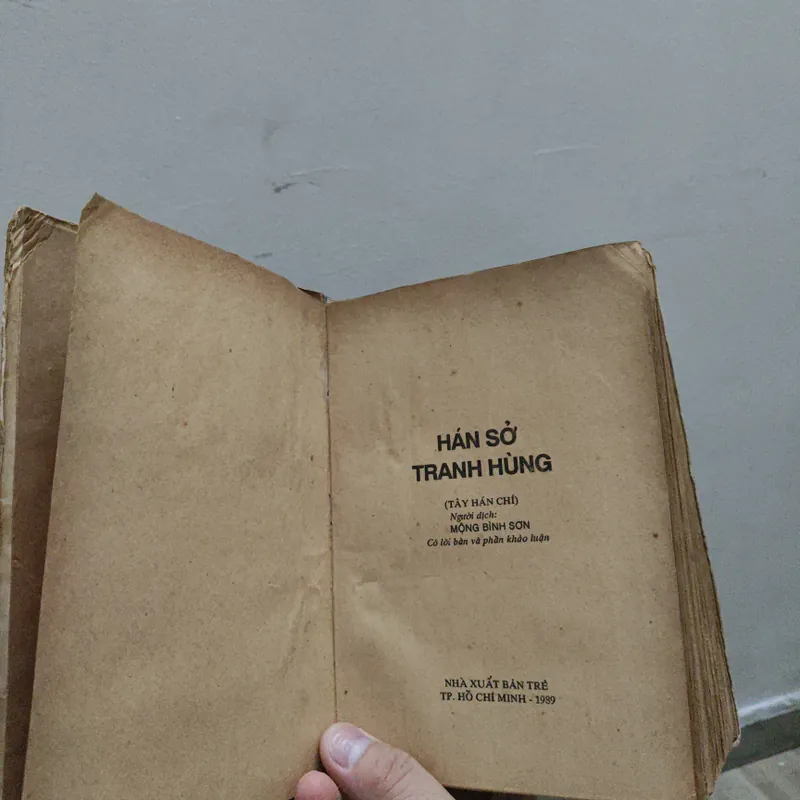 HÁN SỞ
TRANH HÙNG
(TÂY HÁN CHÍ)
Người dịch:
MỘNG BÌNH SƠN
Có lời bàn và phần khảo luận
NHÀ XUẤT BẢN TRẺ
TP. HỒ CHÍ MINH - 1989